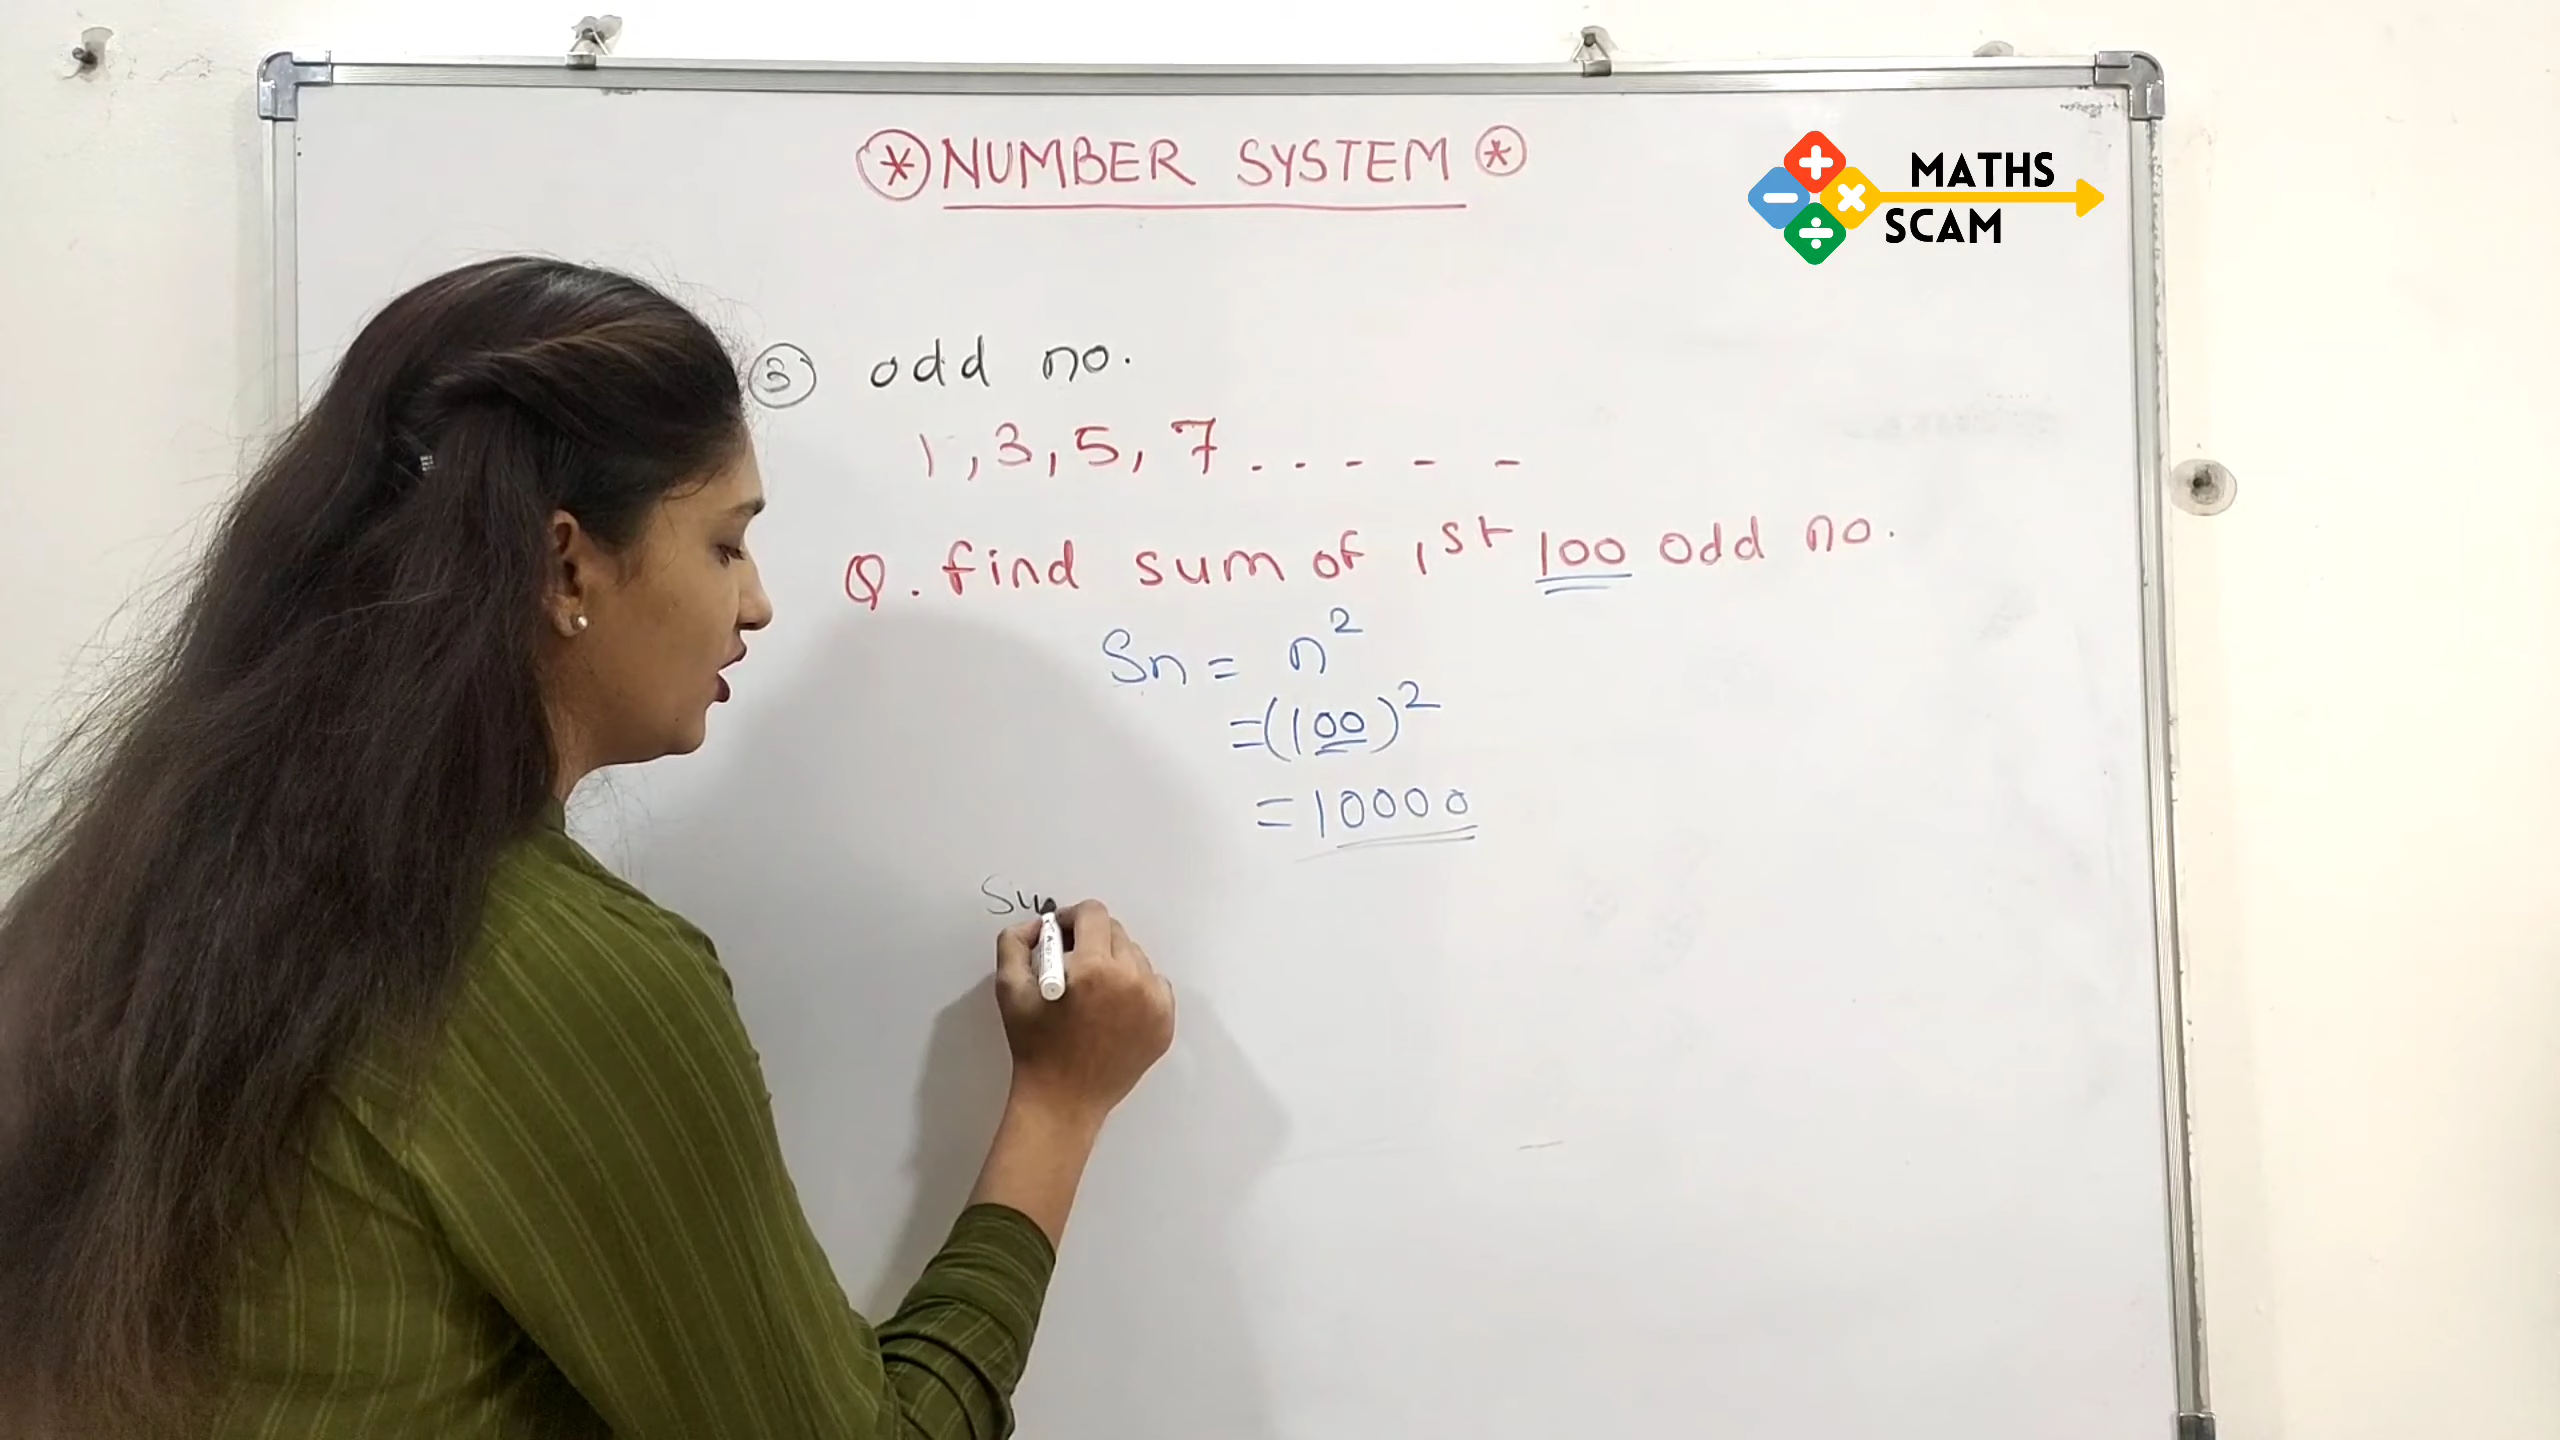 * NUMBER SYSTEM *
MATHS
SCAM
3 odd no.
1, 3, 5, 7 . . - - - -
Q. find sum of 1st 100 odd no.
Sn = n²
= (100)²
= 10000